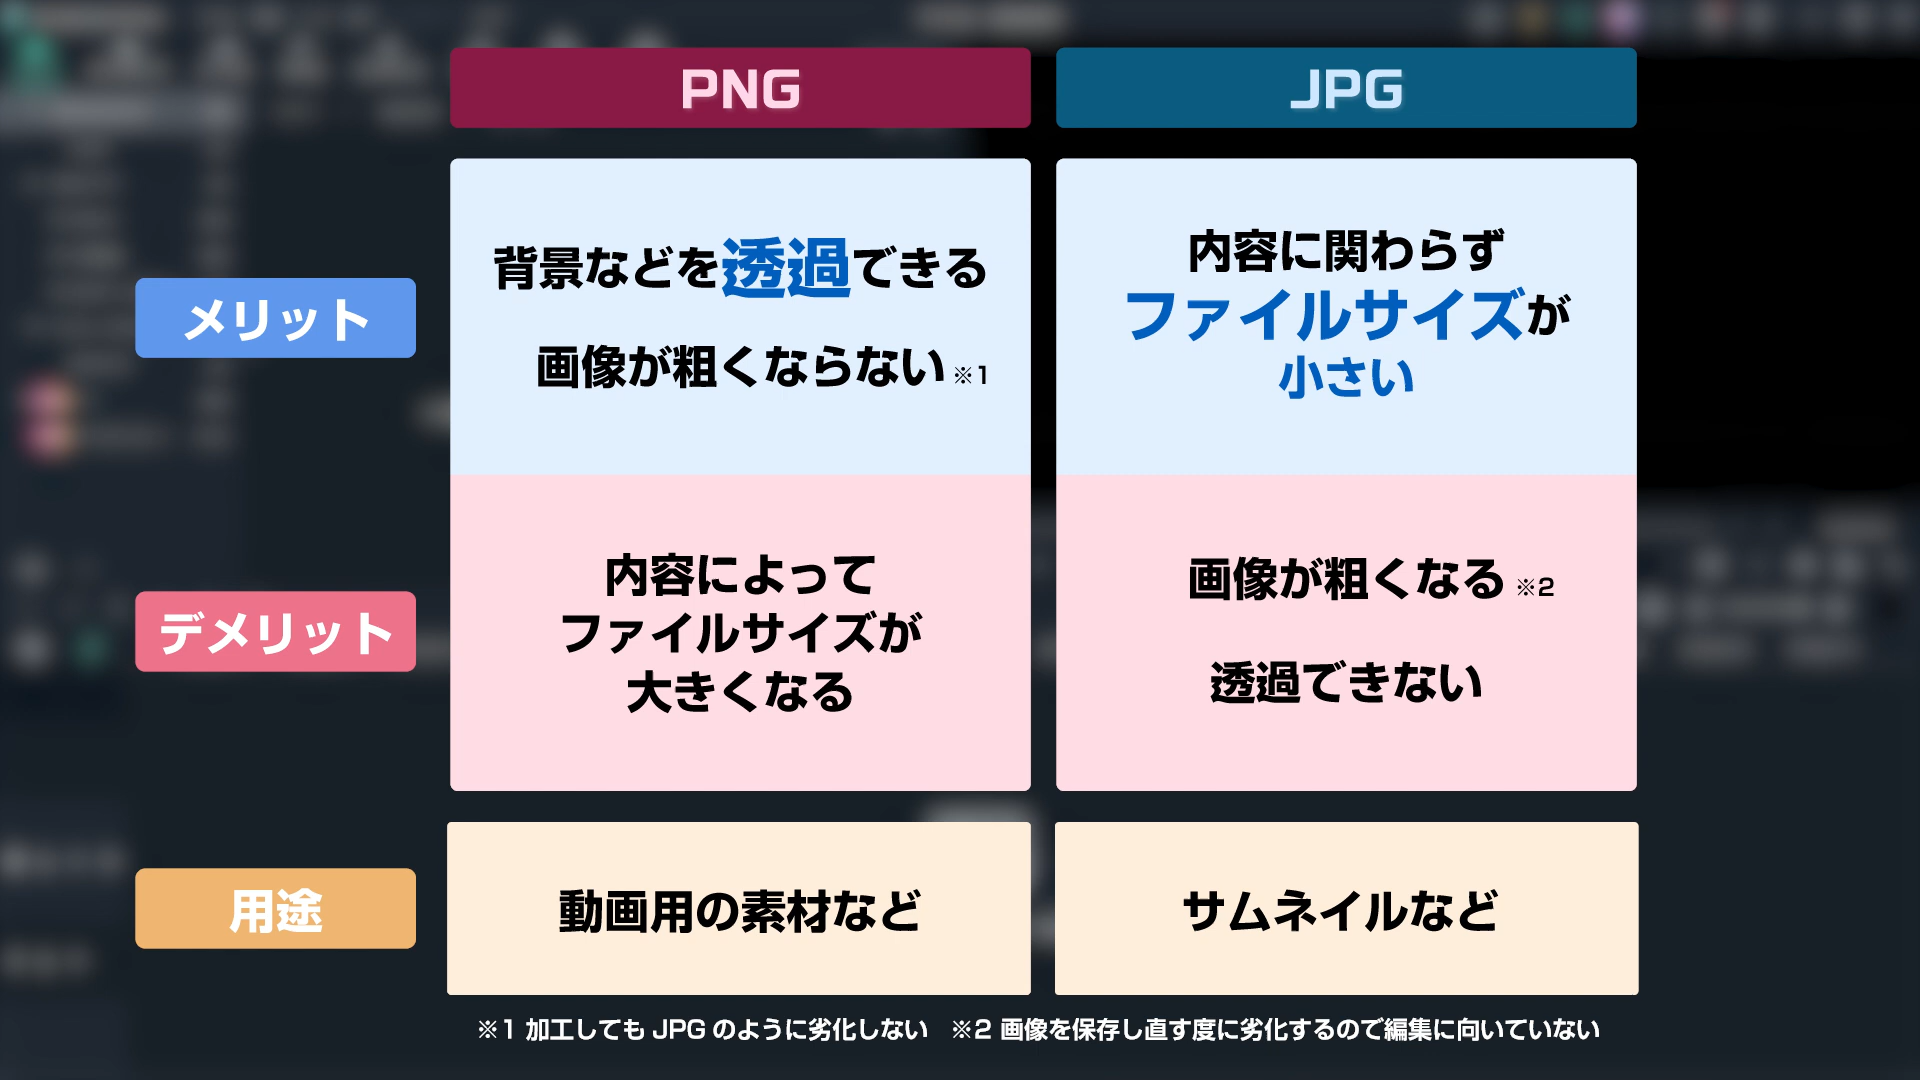 PNG
JPG
メリット
背景などを透過できる
画像が粗くならない ※1
内容に関わらず
ファイルサイズが
小さい
デメリット
内容によって
ファイルサイズが
大きくなる
画像が粗くなる ※2
透過できない
用途
動画用の素材など
サムネイルなど
※1 加工しても JPG のように劣化しない ※2 画像を保存し直す度に劣化するので編集に向いていない